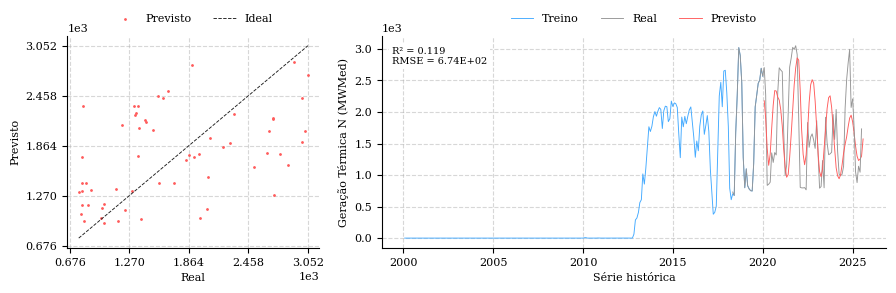 Previsto
Ideal
1e3
3.052
2.458
1.864
1.270
0.676
Previsto
0.676
1.270
1.864
2.458
3.052
1e3
Real
Treino
Real
Previsto
1e3
R² = 0.119
RMSE = 6.74E+02
3.0
2.5
2.0
1.5
1.0
0.5
0.0
Geração Térmica N (MWMed)
2000
2005
2010
2015
2020
2025
Série histórica